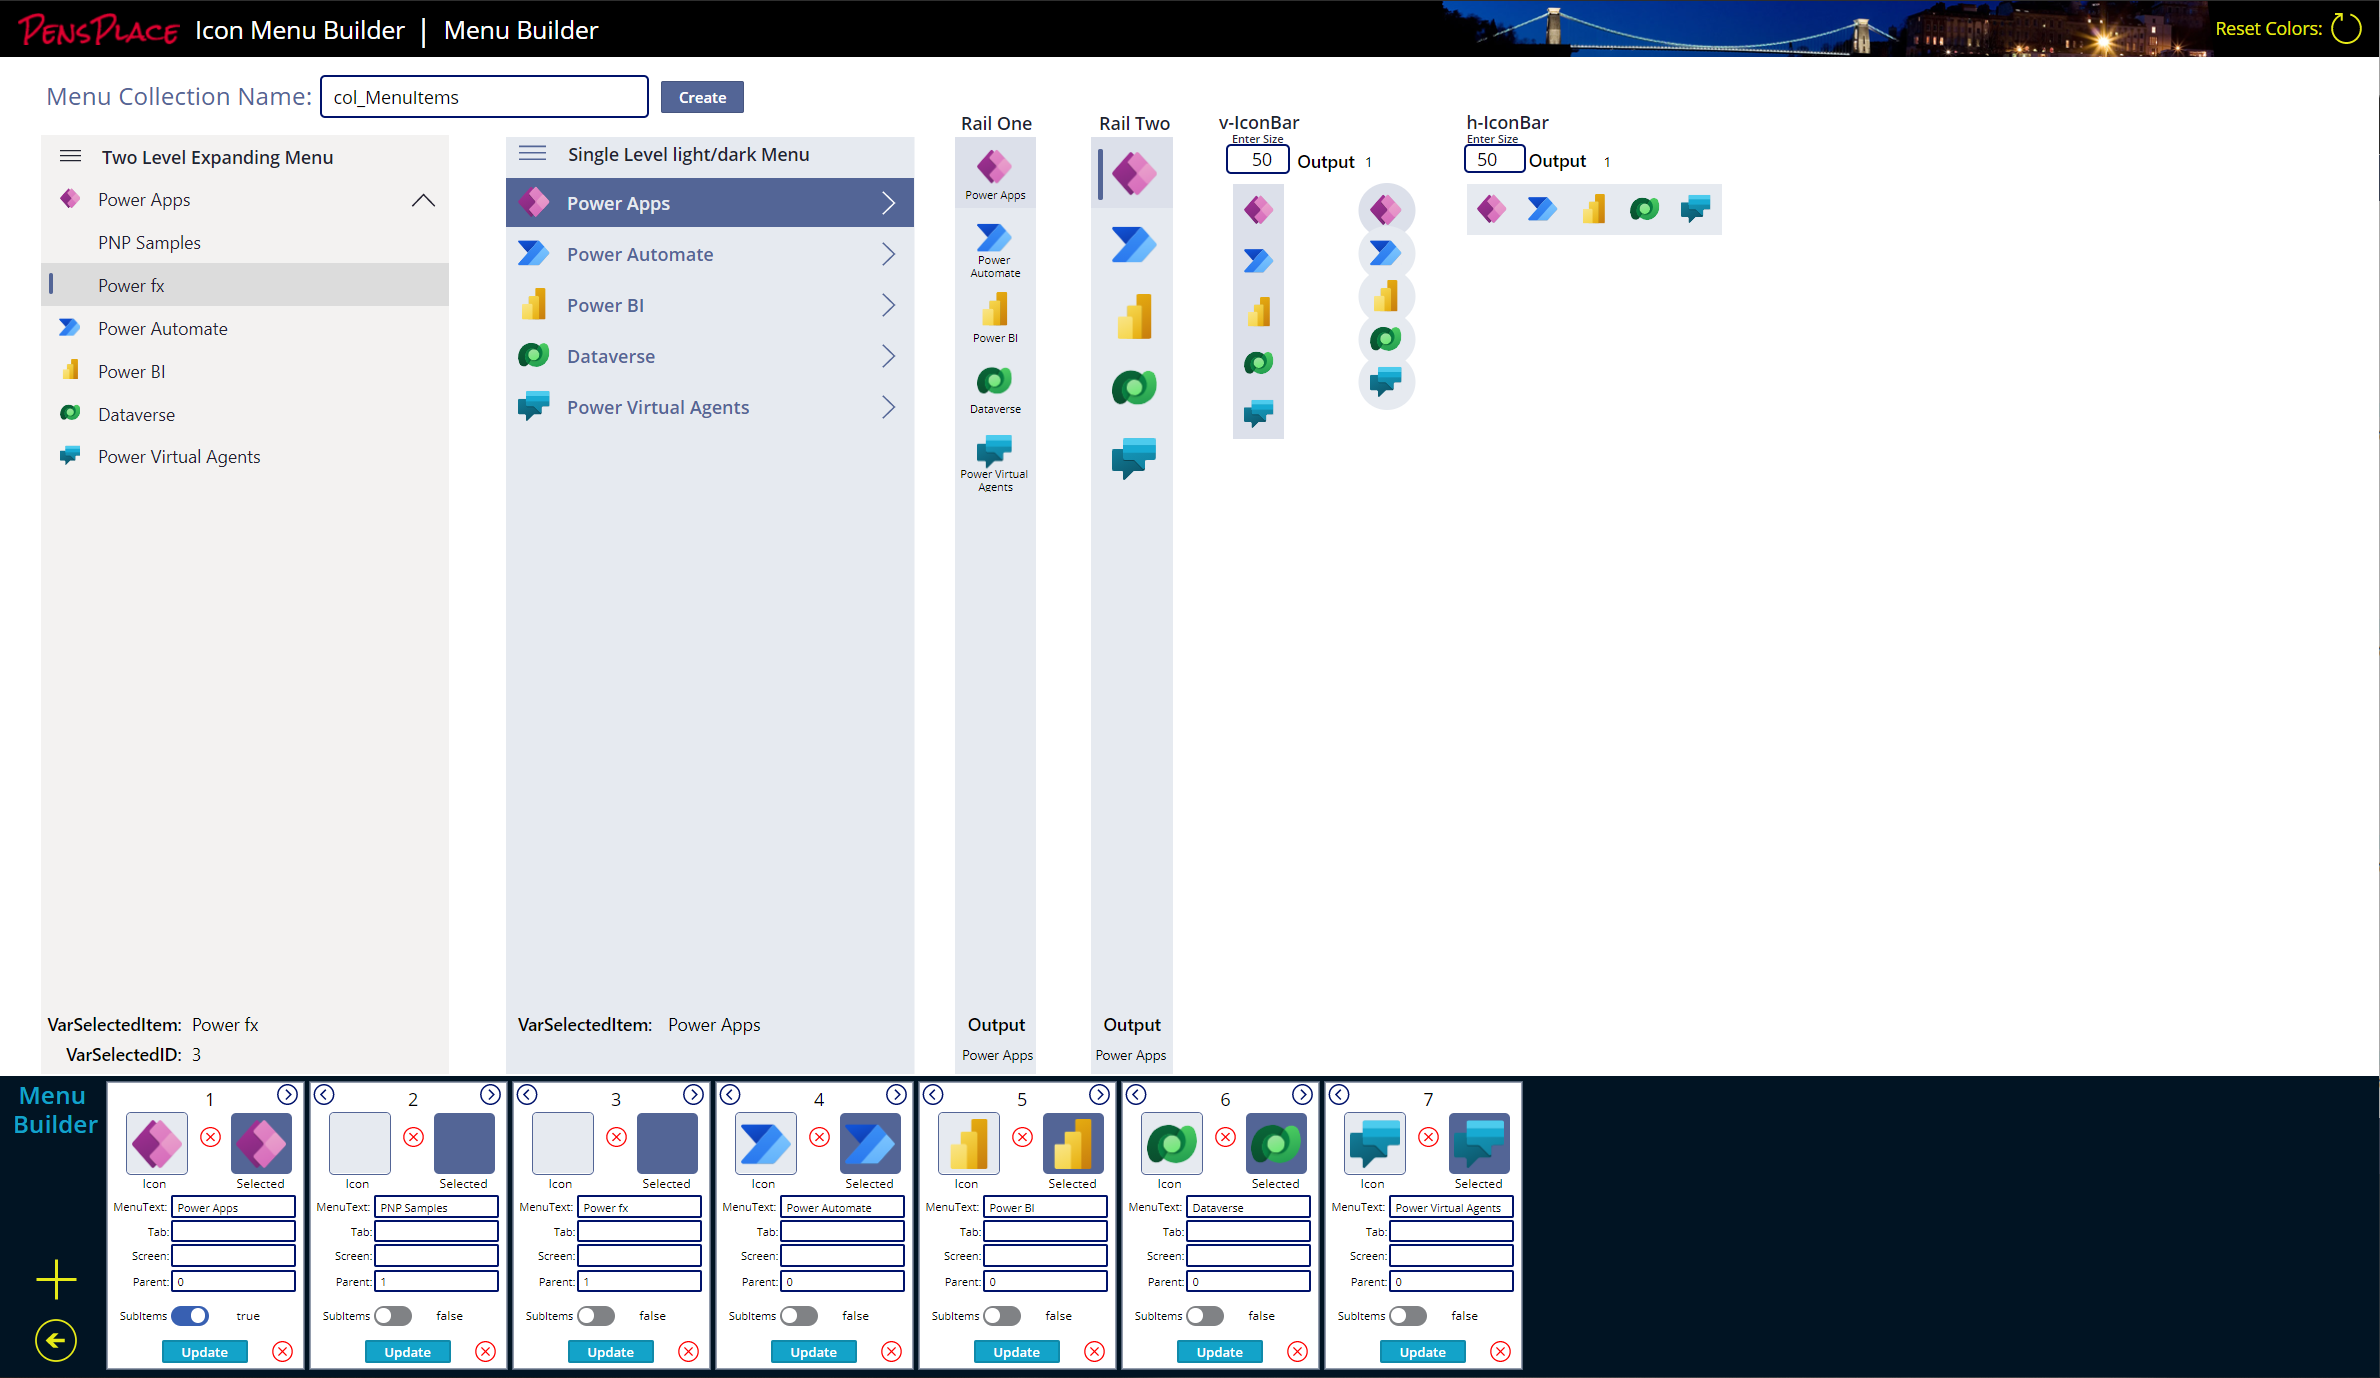 PensPlace Icon Menu Builder | Menu Builder
Reset Colors:
Menu Collection Name: col_MenuItems Create
Two Level Expanding Menu
Power Apps
PNP Samples
Power fx
Power Automate
Power BI
Dataverse
Power Virtual Agents
VarSelectedItem: Power fx
VarSelectedID: 3
Single Level light/dark Menu
Power Apps
Power Automate
Power BI
Dataverse
Power Virtual Agents
VarSelectedItem: Power Apps
Rail One
Power Apps
Power
Automate
Power BI
Dataverse
Power Virtual
Agents
Output
Power Apps
Rail Two
Output
Power Apps
v-IconBar
Enter Size
50 Output 1
h-IconBar
Enter Size
50 Output 1
Menu
Builder
1
Icon Selected
MenuText: Power Apps
Tab:
Screen:
Parent: 0
SubItems true
Update
2
Icon Selected
MenuText: PNP Samples
Tab:
Screen:
Parent: 1
SubItems false
Update
3
Icon Selected
MenuText: Power fx
Tab:
Screen:
Parent: 1
SubItems false
Update
4
Icon Selected
MenuText: Power Automate
Tab:
Screen:
Parent: 0
SubItems false
Update
5
Icon Selected
MenuText: Power BI
Tab:
Screen:
Parent: 0
SubItems false
Update
6
Icon Selected
MenuText: Dataverse
Tab:
Screen:
Parent: 0
SubItems false
Update
7
Icon Selected
MenuText: Power Virtual Agents
Tab:
Screen:
Parent: 0
SubItems false
Update